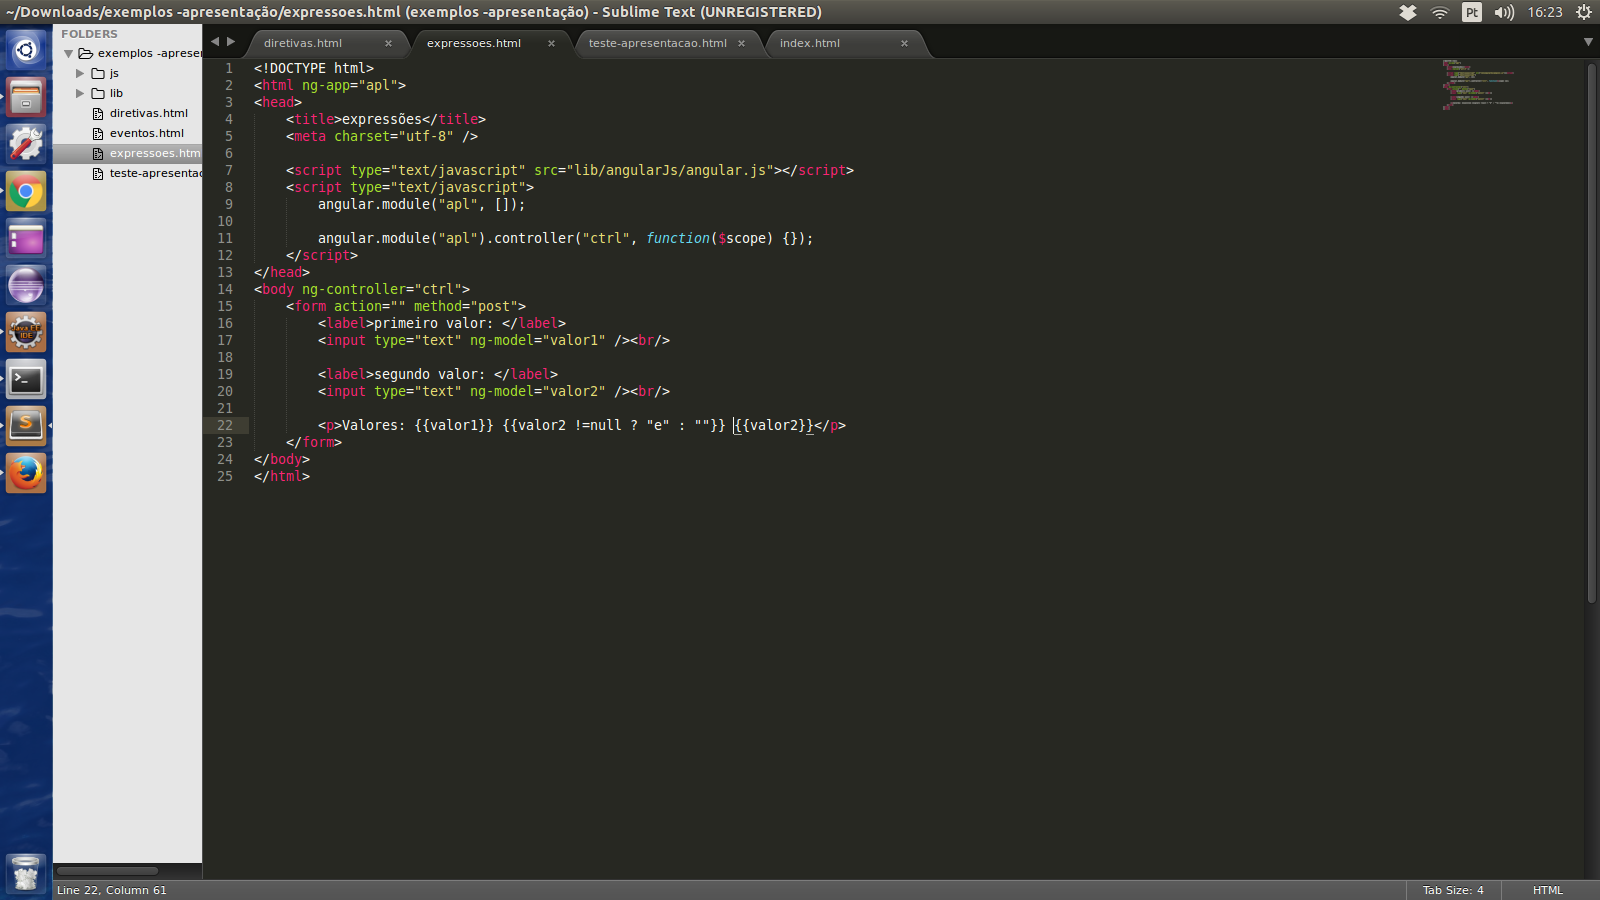 ~/Downloads/exemplos -apresentação/expressoes.html (exemplos -apresentação) - Sublime Text (UNREGISTERED)
Pt
16:23
FOLDERS
exemplos -apreser
js
lib
diretivas.html
eventos.html
expressoes.htm
teste-apresentac
diretivas.html × expressoes.html × teste-apresentacao.html × index.html ×
1 <!DOCTYPE html>
2 <html ng-app="apl">
3 <head>
4 <title>expressões</title>
5 <meta charset="utf-8" />
6
7 <script type="text/javascript" src="lib/angularJs/angular.js"></script>
8 <script type="text/javascript">
9 angular.module("apl", []);
10
11 angular.module("apl").controller("ctrl", function($scope) {});
12 </script>
13 </head>
14 <body ng-controller="ctrl">
15 <form action="" method="post">
16 <label>primeiro valor: </label>
17 <input type="text" ng-model="valor1" /><br/>
18
19 <label>segundo valor: </label>
20 <input type="text" ng-model="valor2" /><br/>
21
22 <p>Valores: {{valor1}} {{valor2 !=null ? "e" : ""}} {{valor2}}</p>
23 </form>
24 </body>
25 </html>
Java EE
IDE
Line 22, Column 61
Tab Size: 4
HTML